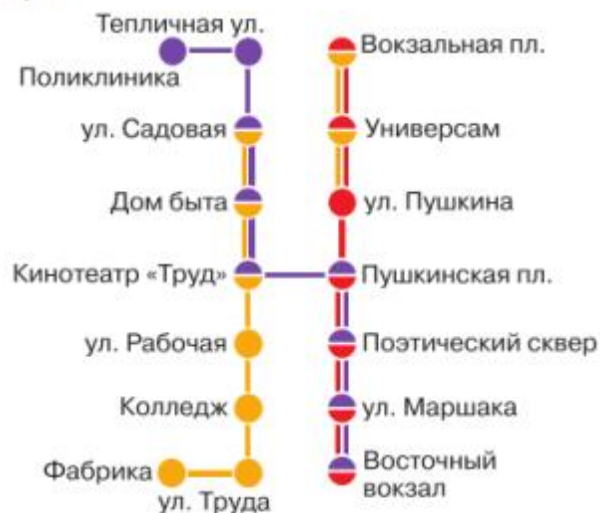 Тепличная ул.
Поликлиника
ул. Садовая
Дом быта
Кинотеатр «Труд»
ул. Рабочая
Колледж
Фабрика
ул. Труда
Вокзальная пл.
Универсам
ул. Пушкина
Пушкинская пл.
Поэтический сквер
ул. Маршака
Восточный
вокзал